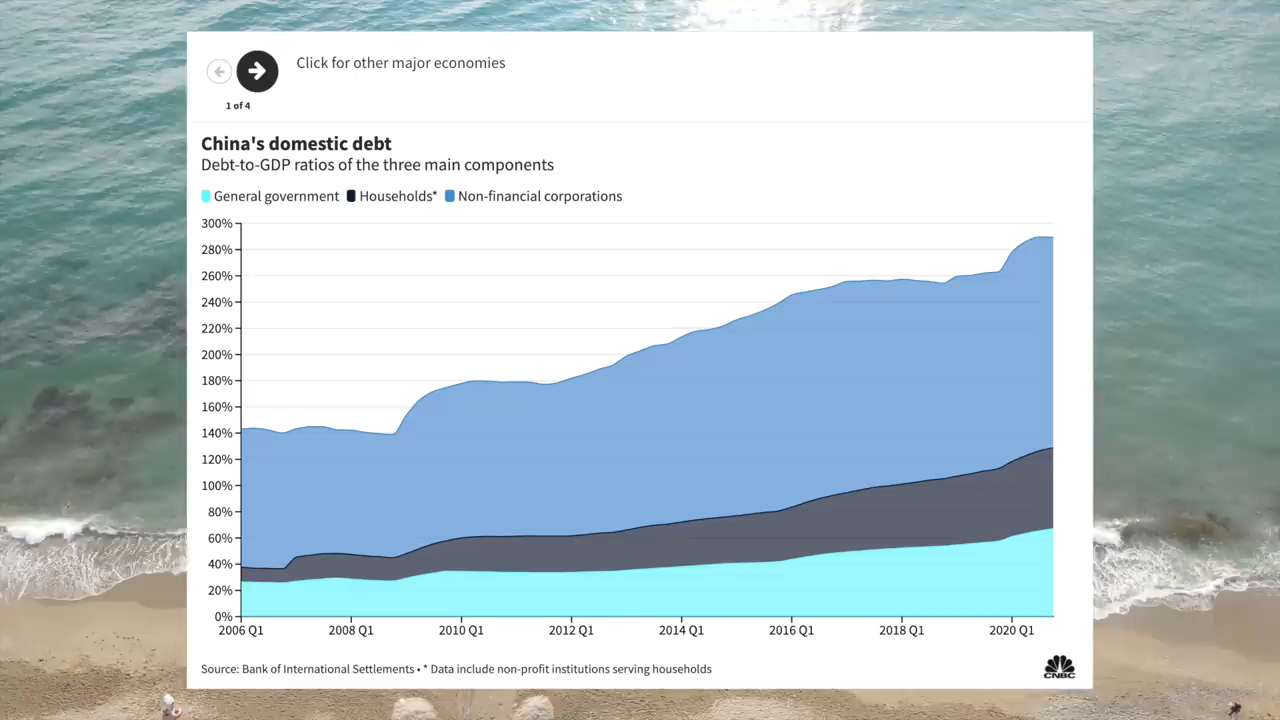 Click for other major economies
1 of 4
China's domestic debt
Debt-to-GDP ratios of the three main components
General government Households* Non-financial corporations
300%
280%
260%
240%
220%
200%
180%
160%
140%
120%
100%
80%
60%
40%
20%
0%
2006 Q1 2008 Q1 2010 Q1 2012 Q1 2014 Q1 2016 Q1 2018 Q1 2020 Q1
Source: Bank of International Settlements • * Data include non-profit institutions serving households
CNBC